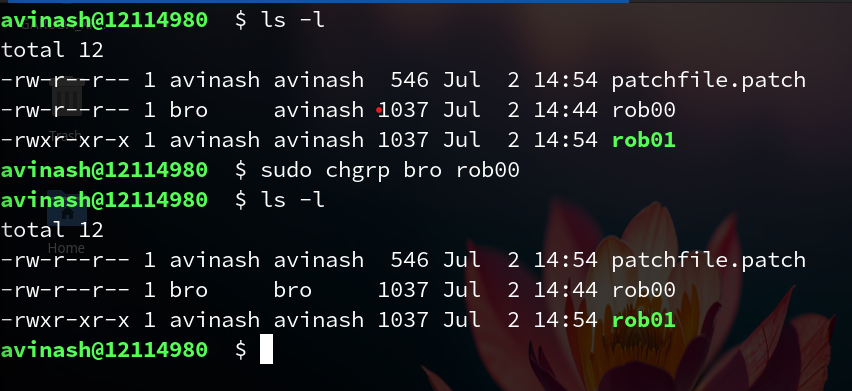 avinash@12114980  $ ls -l
total 12
-rw-r--r-- 1 avinash avinash  546 Jul  2 14:54 patchfile.patch
-rw-r--r-- 1 bro     avinash 1037 Jul  2 14:44 rob00
-rwxr-xr-x 1 avinash avinash 1037 Jul  2 14:54 rob01
Trash
avinash@12114980  $ sudo chgrp bro rob00
avinash@12114980  $ ls -l
total 12
Home
-rw-r--r-- 1 avinash avinash  546 Jul  2 14:54 patchfile.patch
-rw-r--r-- 1 bro     bro     1037 Jul  2 14:44 rob00
-rwxr-xr-x 1 avinash avinash 1037 Jul  2 14:54 rob01
avinash@12114980  $